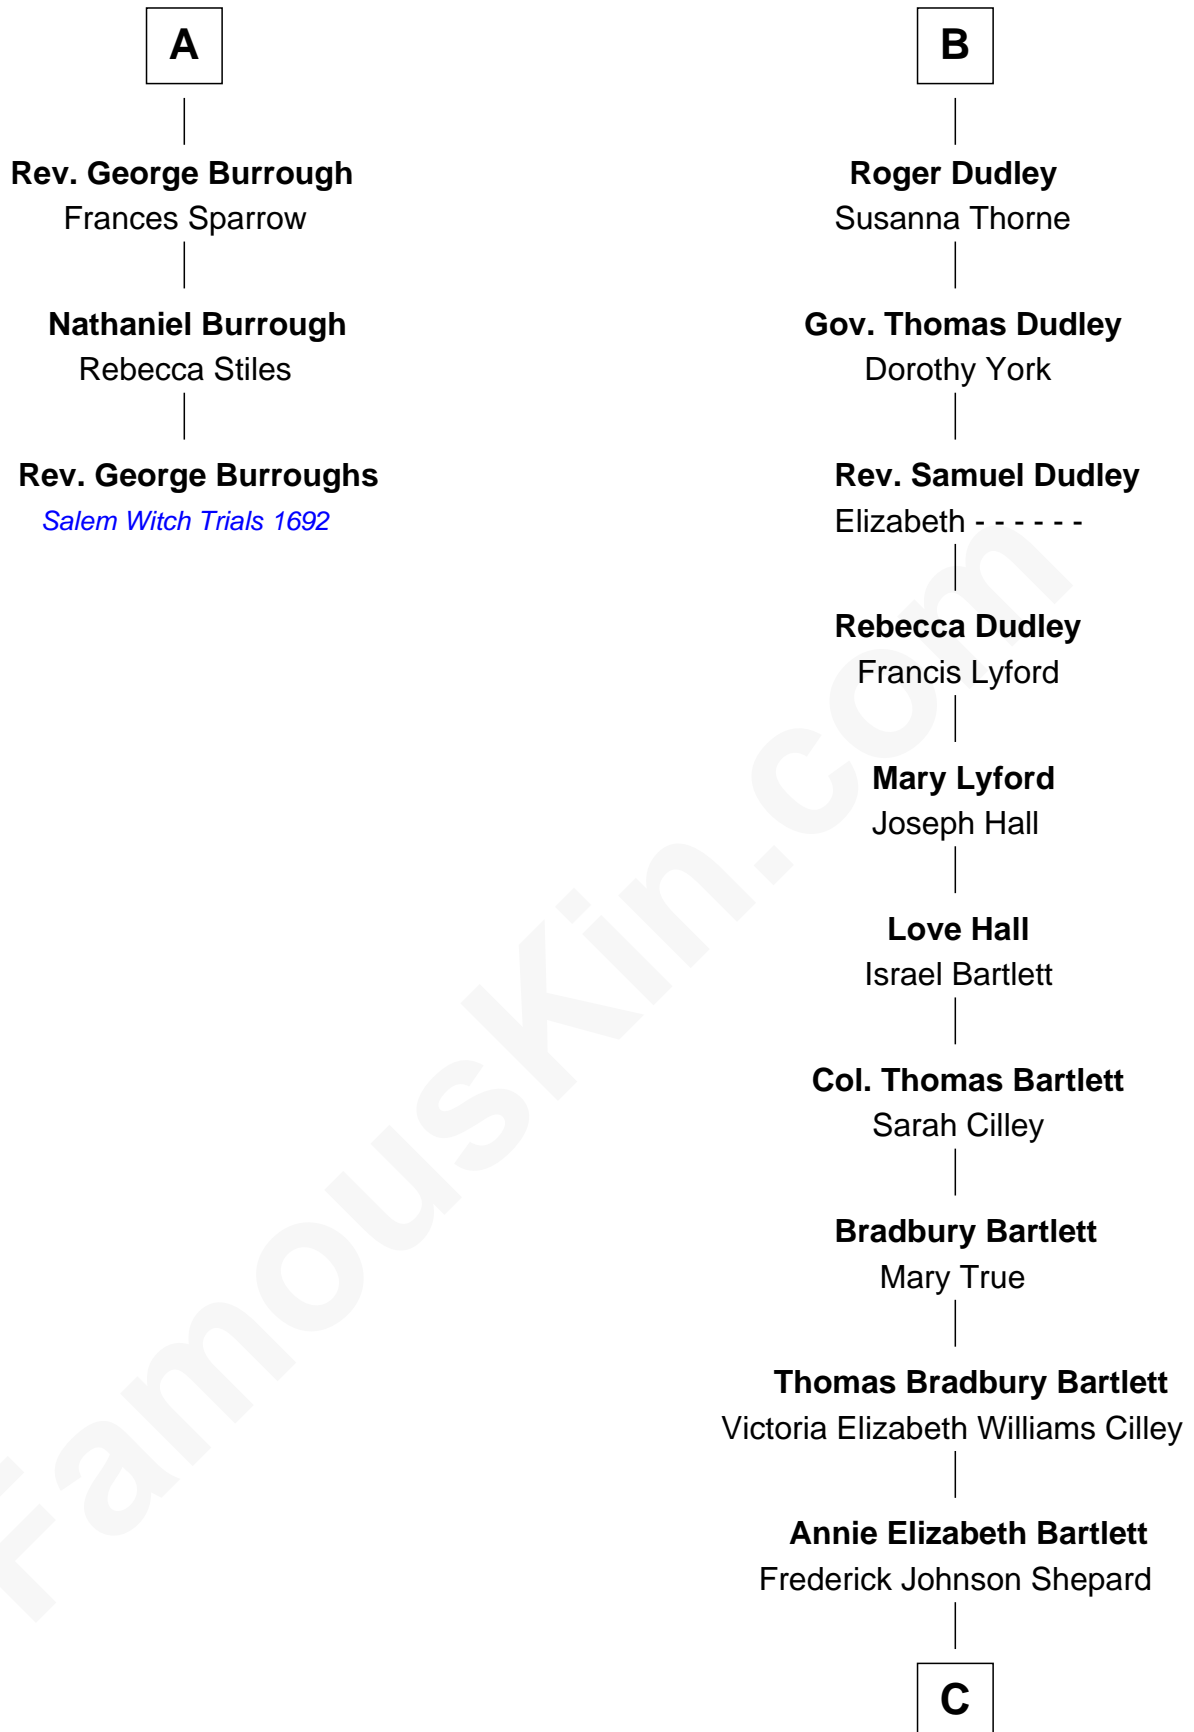 A
Rev. George Burrough
Frances Sparrow
Nathaniel Burrough
Rebecca Stiles
Rev. George Burroughs
Salem Witch Trials 1692
B
Roger Dudley
Susanna Thorne
Gov. Thomas Dudley
Dorothy York
Rev. Samuel Dudley
Elizabeth - - - - - -
Rebecca Dudley
Francis Lyford
Mary Lyford
Joseph Hall
Love Hall
Israel Bartlett
Col. Thomas Bartlett
Sarah Cilley
Bradbury Bartlett
Mary True
Thomas Bradbury Bartlett
Victoria Elizabeth Williams Cilley
Annie Elizabeth Bartlett
Frederick Johnson Shepard
C
FamousKin.com